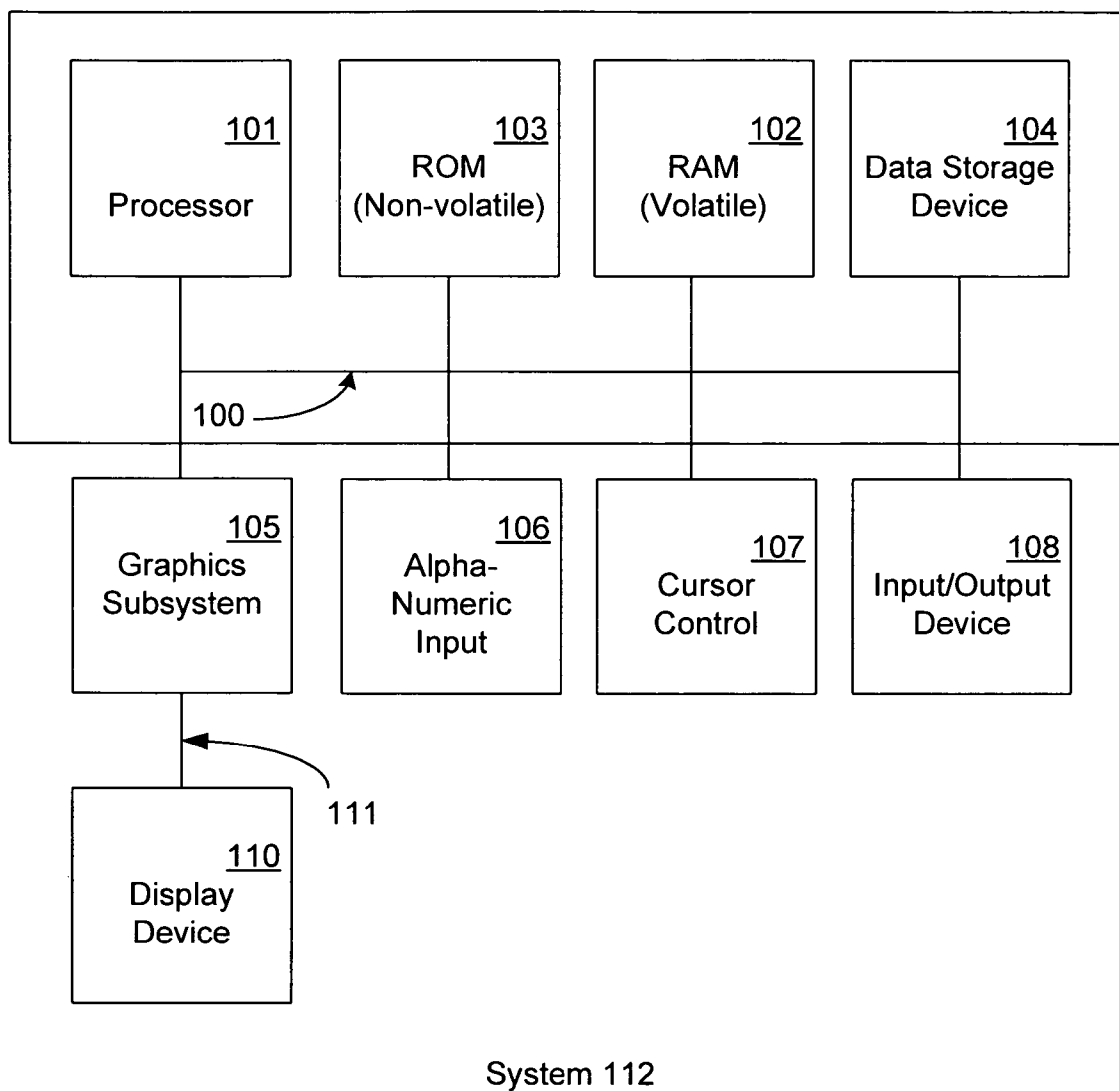 101
Processor
103
ROM
(Non-volatile)
102
RAM
(Volatile)
104
Data Storage
Device
100
105
Graphics
Subsystem
106
Alpha-
Numeric
Input
107
Cursor
Control
108
Input/Output
Device
111
110
Display
Device
System 112